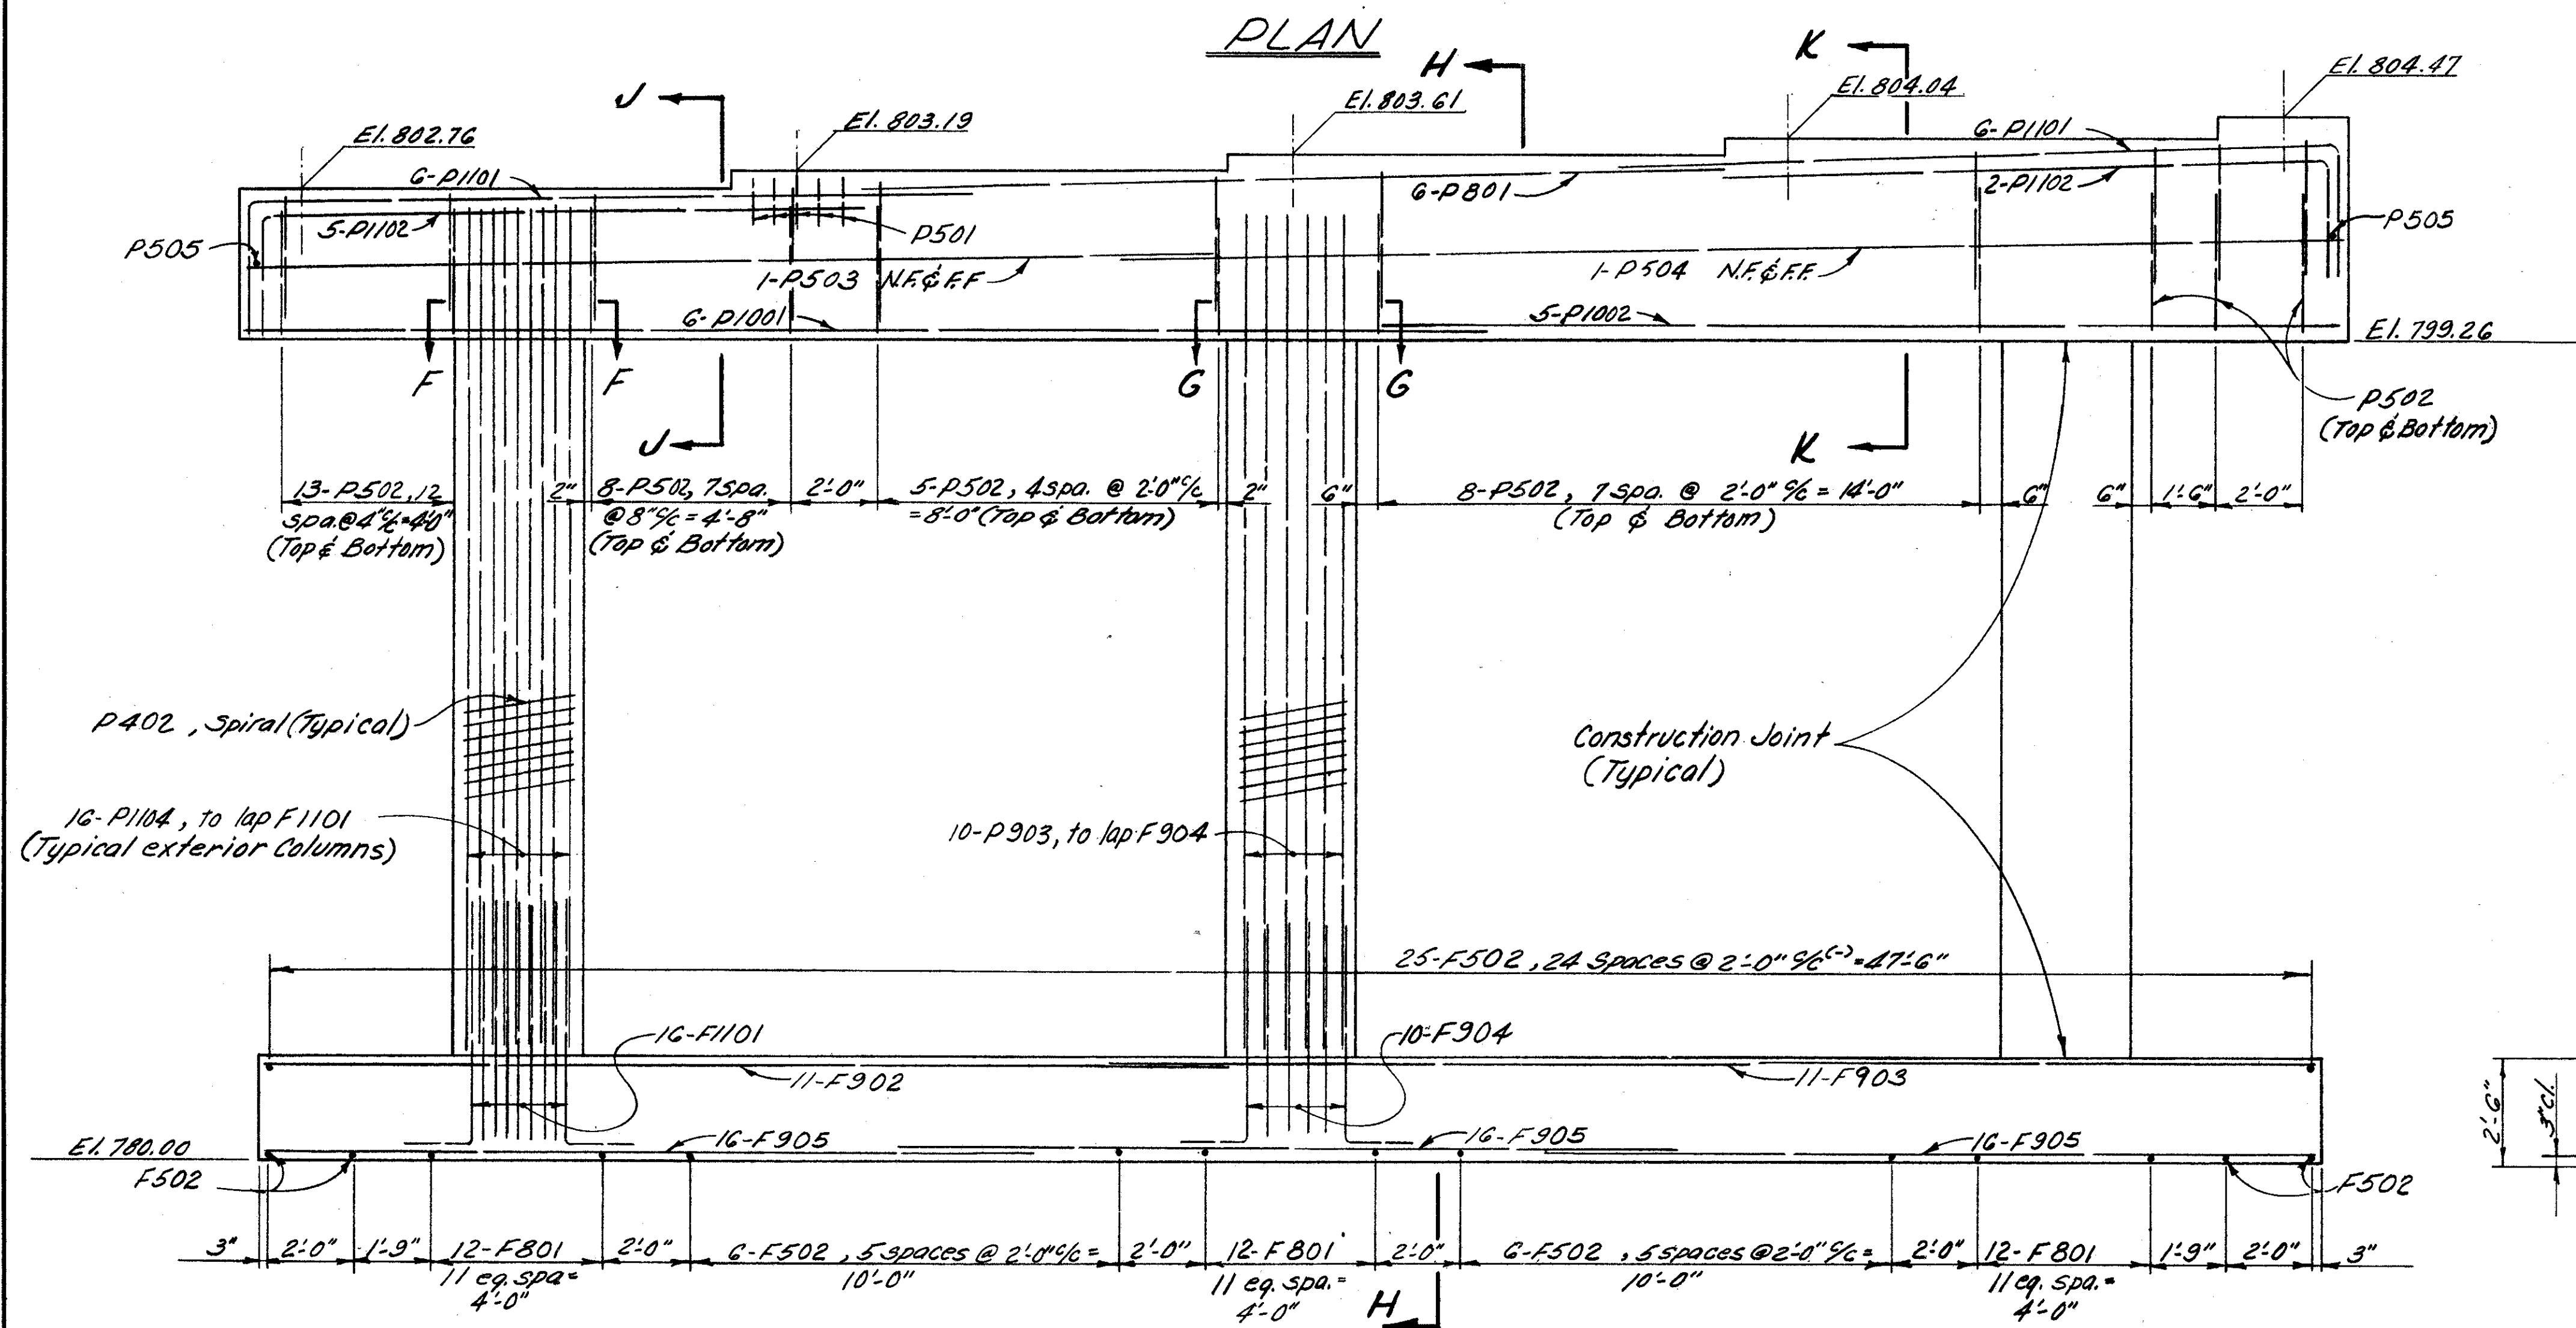 PLAN
J
H
K
El. 802.76
El. 803.19
El. 803.61
El. 804.04
El. 804.47
6-P1101
6-P1101
5-P1102
6-P801
2-P1102
P505
P501
P505
1-P503 N.F. & F.F
1-P504 N.F. & F.F.
6-P1001
5-P1002
El. 799.26
F
F
G
G
J
K
P502
(Top & Bottom)
13-P502, 12
spa. @ 4" c/c = 4'-0"
(Top & Bottom)
2"
8-P502, 7 spa.
@ 8" c/c = 4'-8"
(Top & Bottom)
2'-0"
5-P502, 4 spa. @ 2'-0" c/c
= 8'-0" (Top & Bottom)
2"
6"
8-P502, 7 spa. @ 2'-0" c/c = 14'-0"
(Top & Bottom)
6"
6"
1'-6"
2'-0"
P402, Spiral (Typical)
Construction Joint
(Typical)
16-P1104, to lap F1101
(Typical exterior Columns)
10-P903, to lap F904
25-F502, 24 Spaces @ 2'-0" c/c (-) = 47'-6"
16-F1101
10-F904
11-F902
11-F903
2'-6"
3" cl.
El. 780.00
16-F905
16-F905
16-F905
F502
F502
3"
2'-0"
1'-9"
12-F801
11 eq. spa =
4'-0"
2'-0"
6-F502, 5 spaces @ 2'-0" c/c =
10'-0"
2'-0"
12-F801
11 eq. spa. =
4'-0"
2'-0"
6-F502, 5 spaces @ 2'-0" c/c =
10'-0"
2'-0"
12-F801
11 eq. spa. =
4'-0"
1'-9"
2'-0"
3"
H